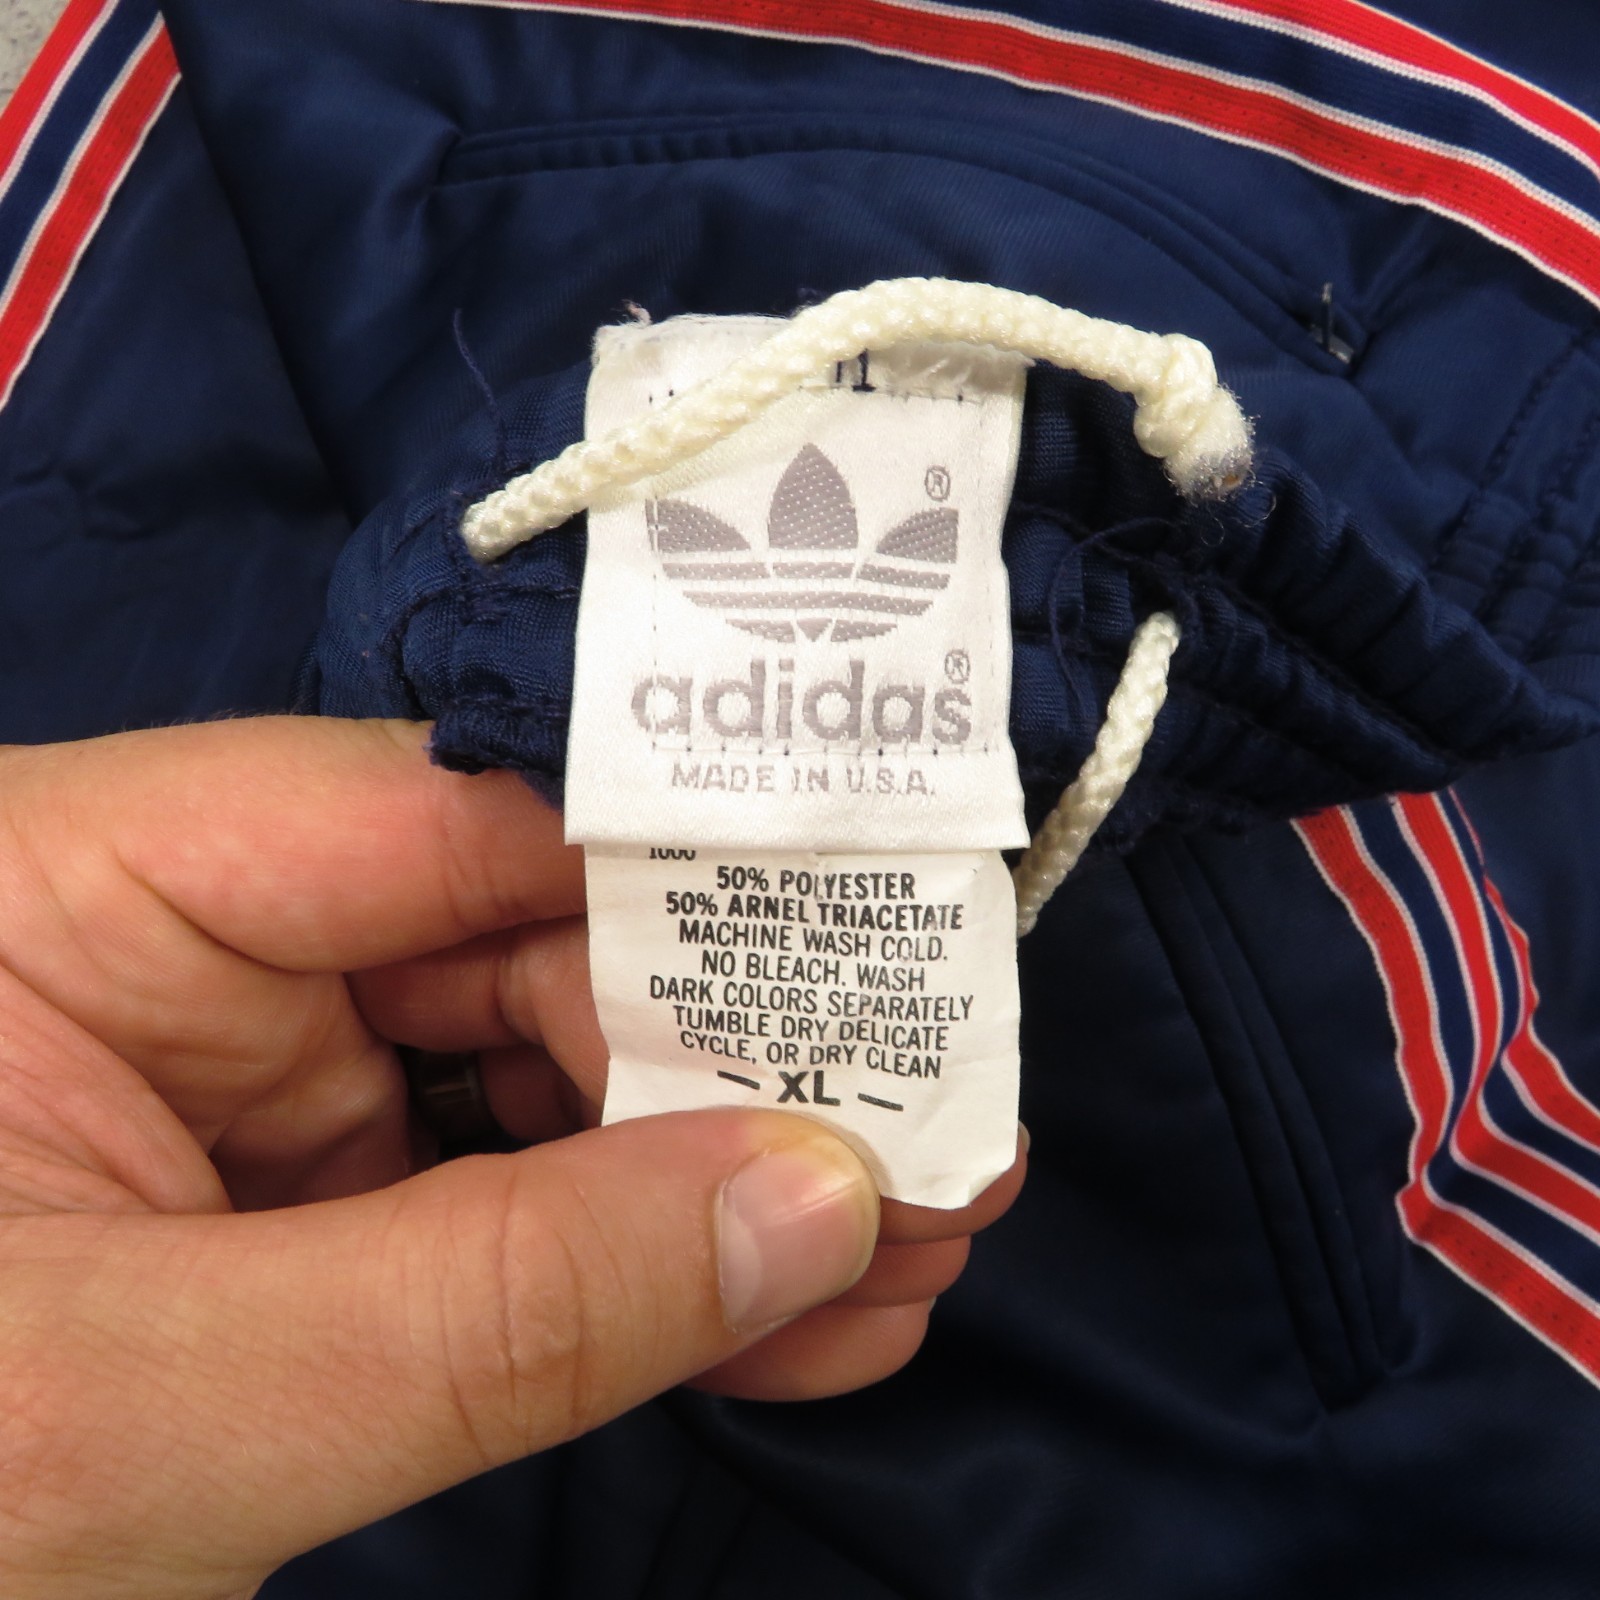 ®
adidas®
MADE IN U.S.A.
50% POLYESTER
50% ARNEL TRIACETATE
MACHINE WASH COLD.
NO BLEACH. WASH
DARK COLORS SEPARATELY
TUMBLE DRY DELICATE
CYCLE, OR DRY CLEAN
- XL -